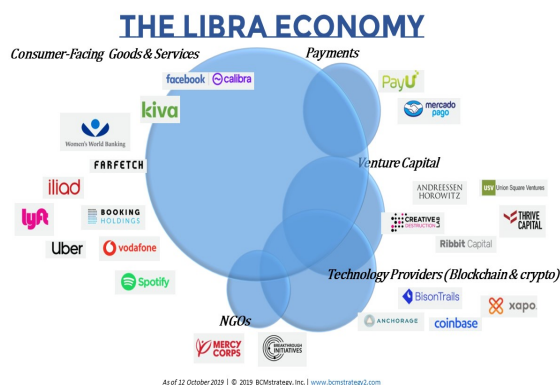 THE LIBRA ECONOMY
Consumer-Facing Goods & Services
Payments
facebook
calibra
PayU
kiva
mercado
pago
Women's World Banking
FARFETCH
Venture Capital
iliad
ANDREESSEN
HOROWITZ
USV Union Square Ventures
lyft
BOOKING
HOLDINGS
CREATIVE
DESTRUCTION
LAB
THRIVE
CAPITAL
Ribbit Capital
Uber
vodafone
Spotify
Technology Providers (Blockchain & crypto)
BisonTrails
xapo
ANCHORAGE
coinbase
NGOs
MERCY
CORPS
BREAKTHROUGH
INITIATIVES
As of 12 October 2019 | © 2019 BCMstrategy, Inc. | www.bcmstrategy2.com